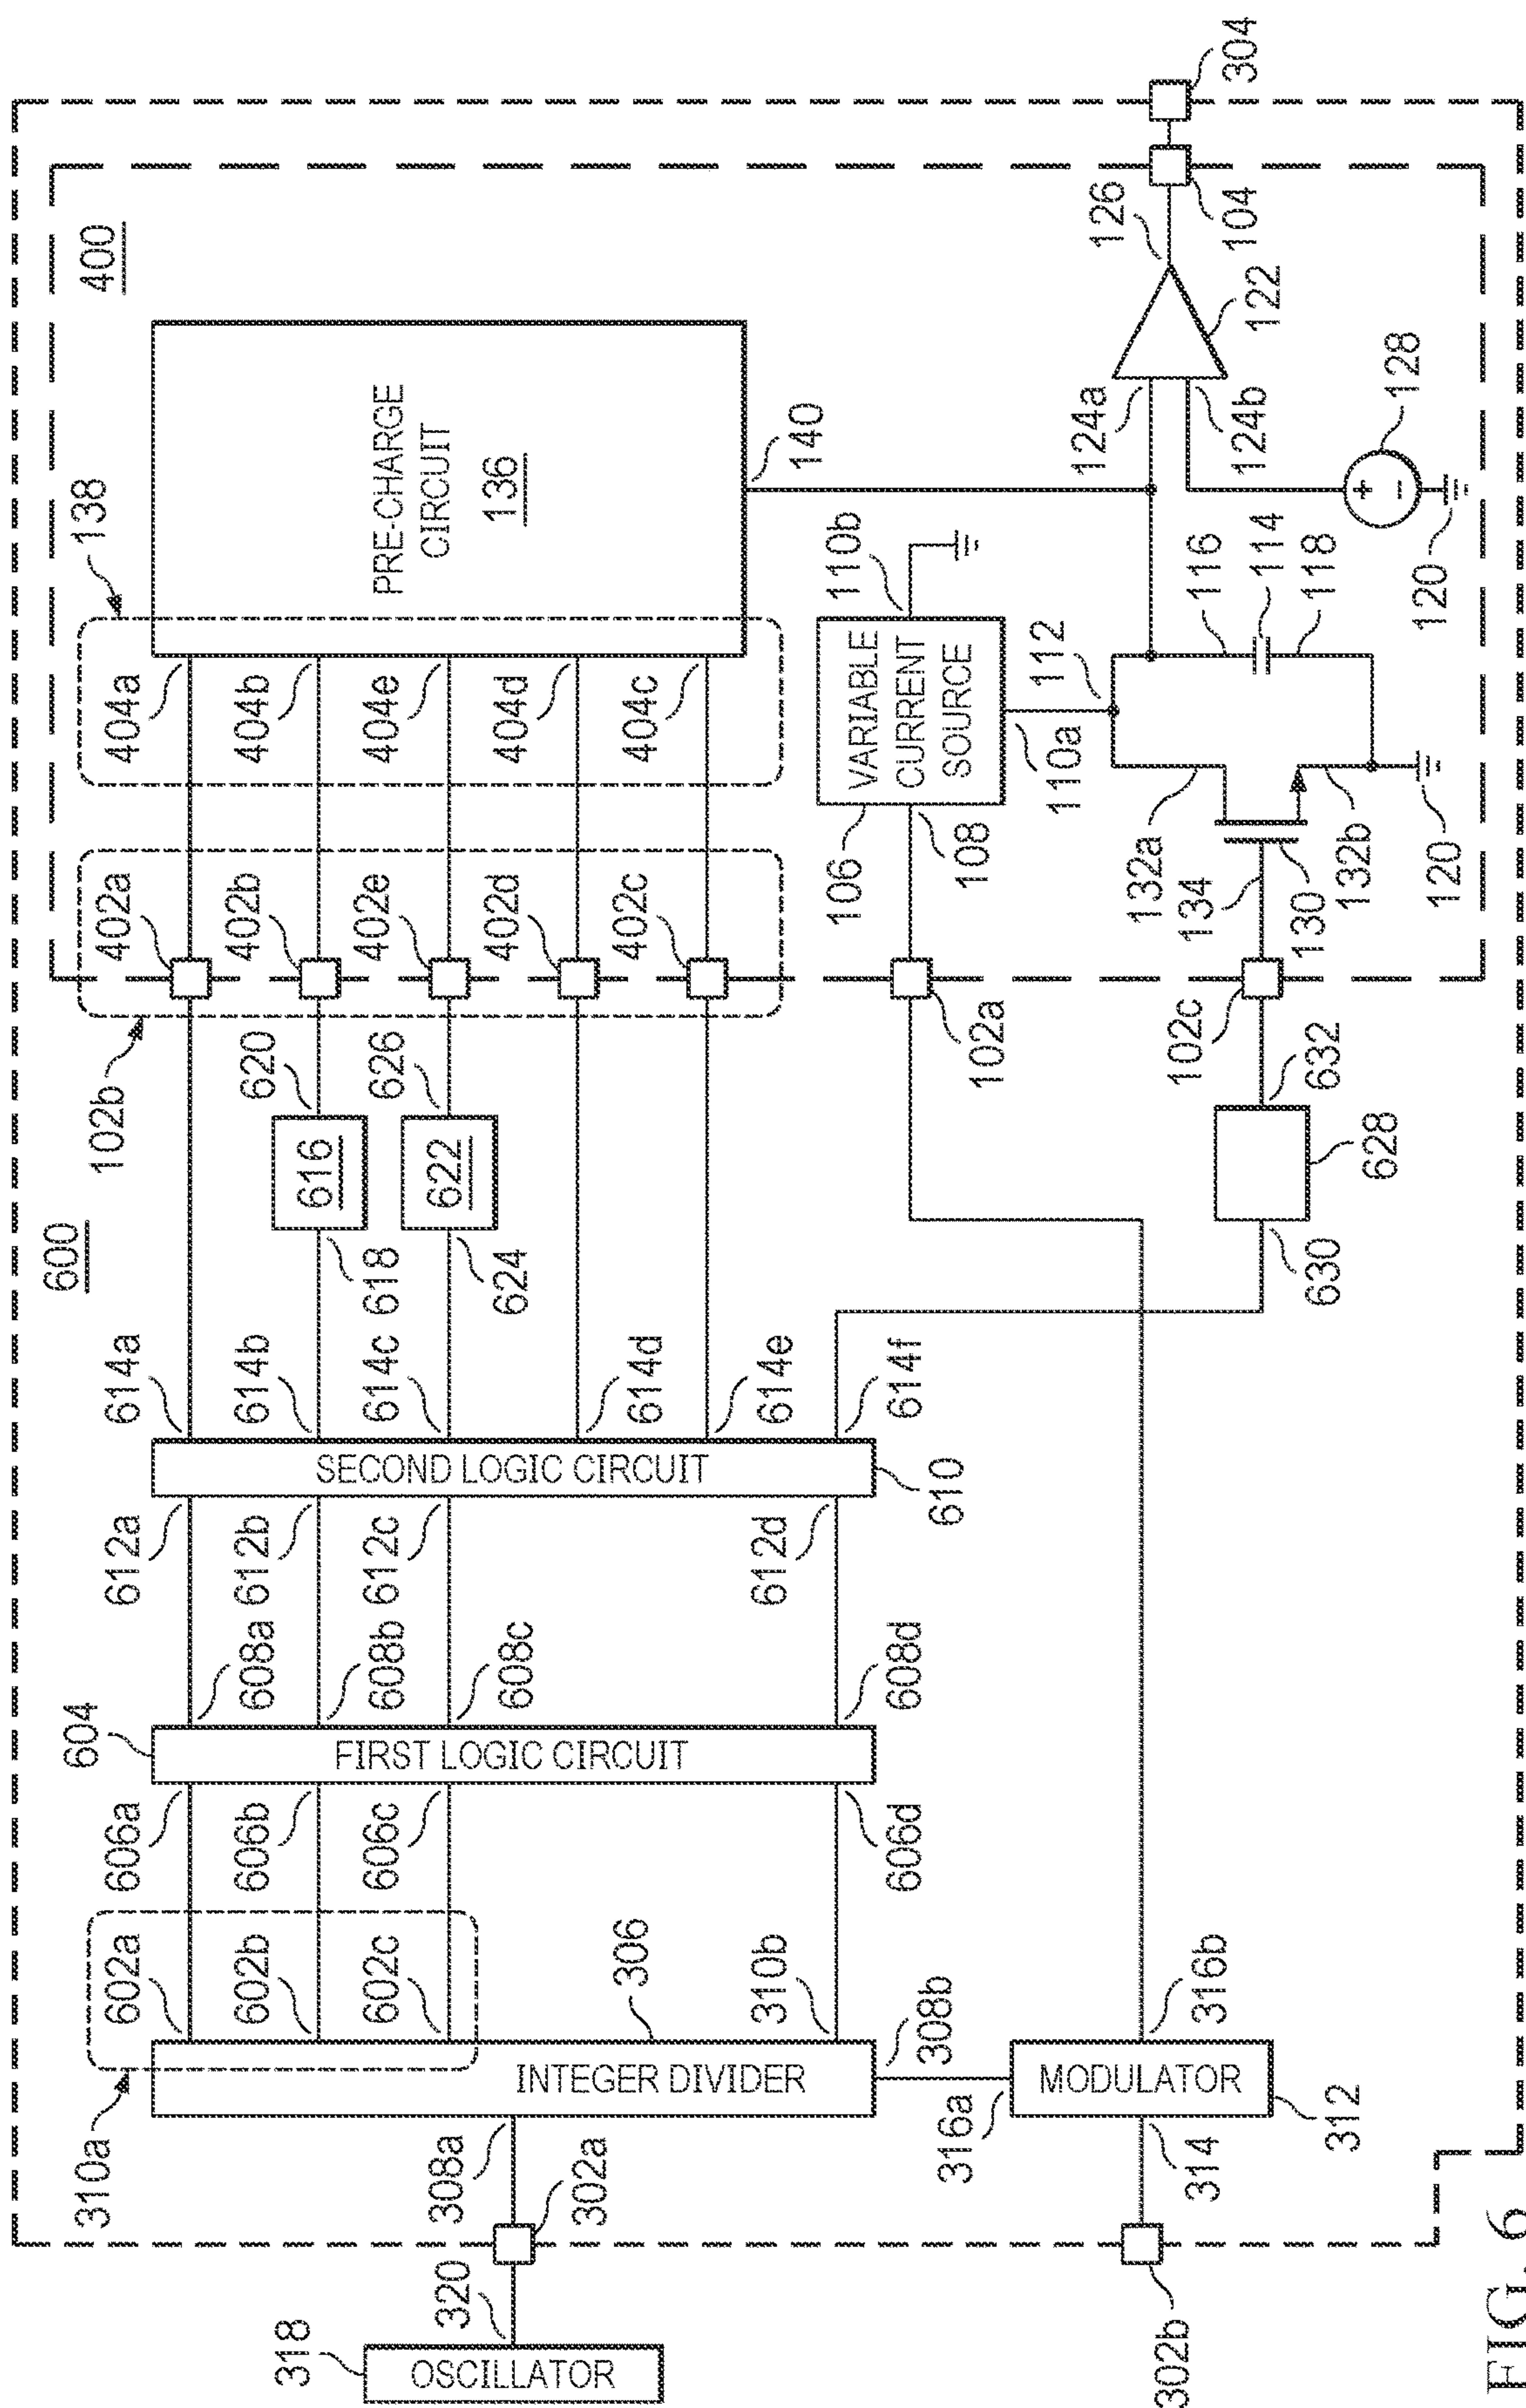 600
400
318
OSCILLATOR
320
302a
308a
310a
602a
602b
602c
306
INTEGER DIVIDER
310b
308b
316a
MODULATOR
316b
314
312
302b
606a
606b
606c
606d
604
FIRST LOGIC CIRCUIT
608a
608b
608c
608d
612a
612b
612c
612d
SECOND LOGIC CIRCUIT
610
614a
614b
614c
614d
614e
614f
618
616
620
624
622
626
630
628
632
102b
402a
402b
402e
402d
402c
102a
102c
138
404a
404b
404e
404d
404c
PRE-CHARGE
CIRCUIT
136
140
106
108
VARIABLE
CURRENT
SOURCE
110b
110a
112
132a
134
130
132b
120
116
114
118
124a
124b
126
122
128
+
−
120
104
304
FIG. 6